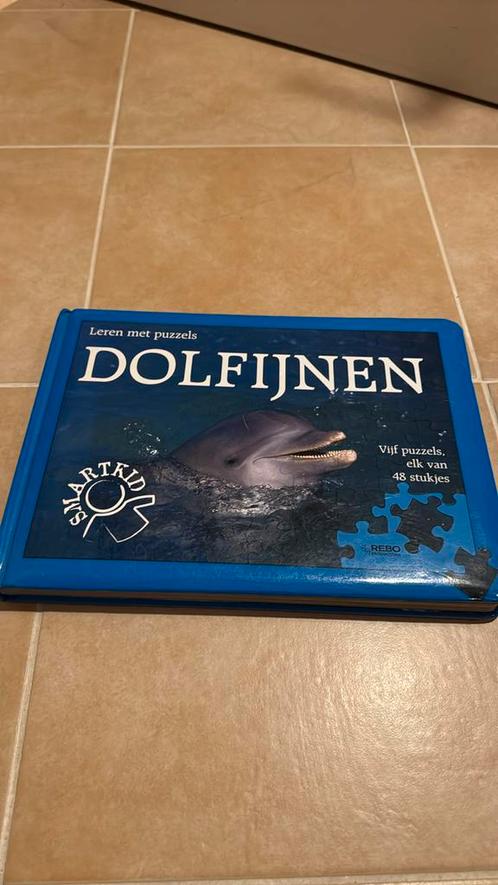 Leren met puzzels
DOLFIJNEN
Vijf puzzels,
elk van
48 stukjes
SMARTKID
REBO